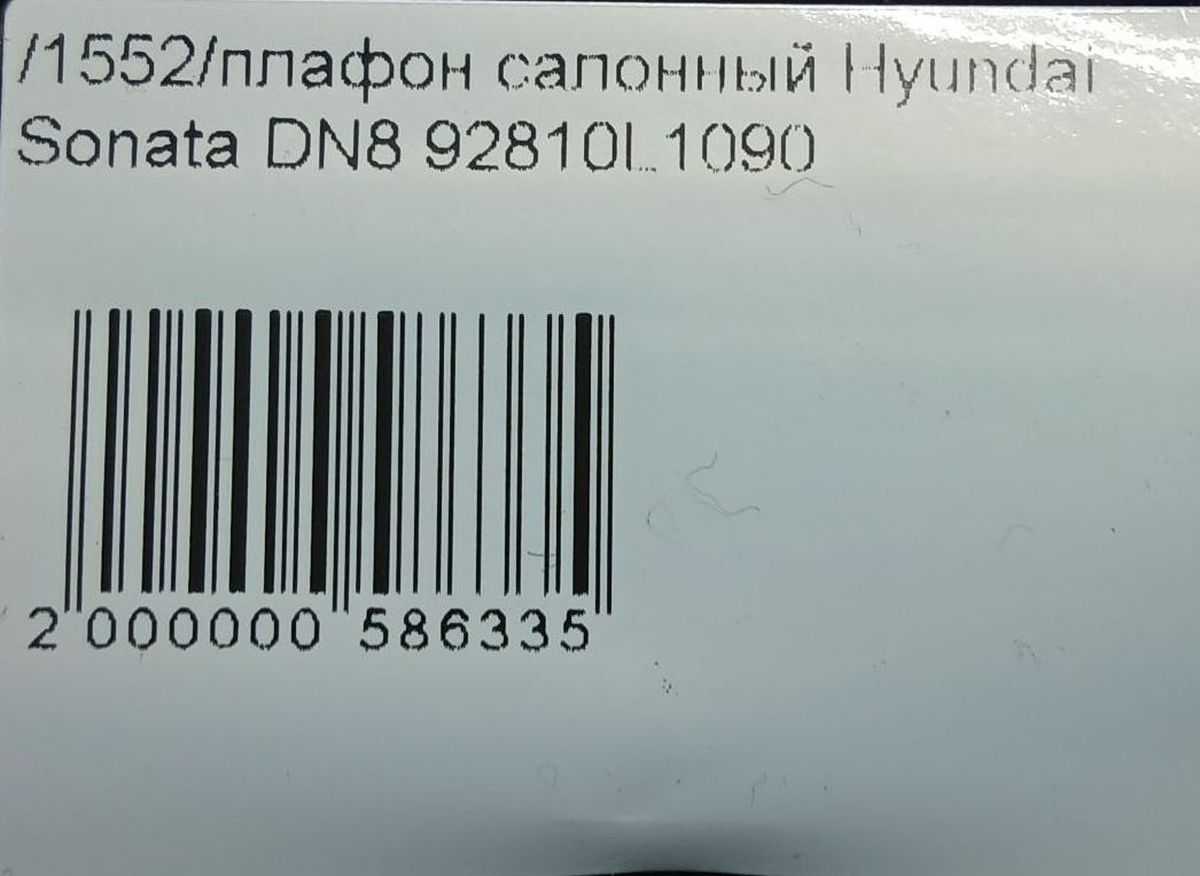 /1552/плафон салонный Hyundai
Sonata DN8 92810L1090
2 000000 586335